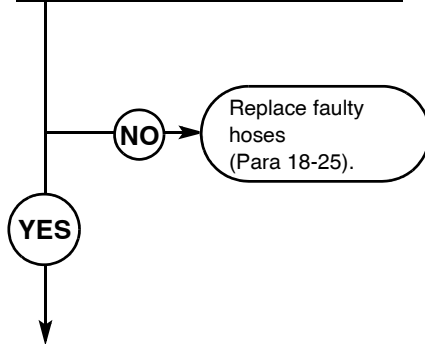 NO
Replace faulty
hoses
(Para 18-25).
YES